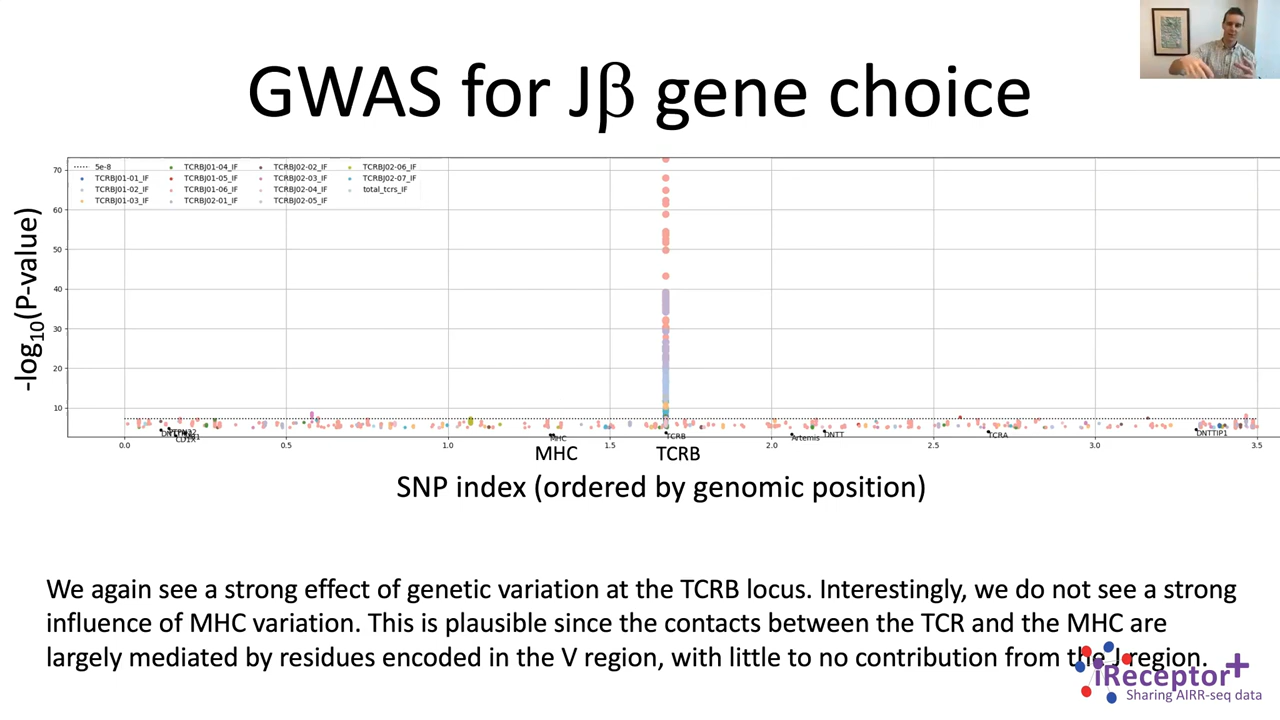 GWAS for Jβ gene choice
5e-8
TCRBJ01-01_IF
TCRBJ01-02_IF
TCRBJ01-03_IF
TCRBJ01-04_IF
TCRBJ01-05_IF
TCRBJ01-06_IF
TCRBJ02-01_IF
TCRBJ02-02_IF
TCRBJ02-03_IF
TCRBJ02-04_IF
TCRBJ02-05_IF
TCRBJ02-06_IF
TCRBJ02-07_IF
total_tcrs_IF
-log10(P-value)
70
60
50
40
30
20
10
MHC
TCRB
Artemis
DNTT
TCRA
DNTTIP1
0.0 0.5 1.0 1.5 2.0 2.5 3.0 3.5
MHC TCRB
SNP index (ordered by genomic position)
We again see a strong effect of genetic variation at the TCRB locus. Interestingly, we do not see a strong
influence of MHC variation. This is plausible since the contacts between the TCR and the MHC are
largely mediated by residues encoded in the V region, with little to no contribution from the J region.
iReceptor+
Sharing AIRR-seq data